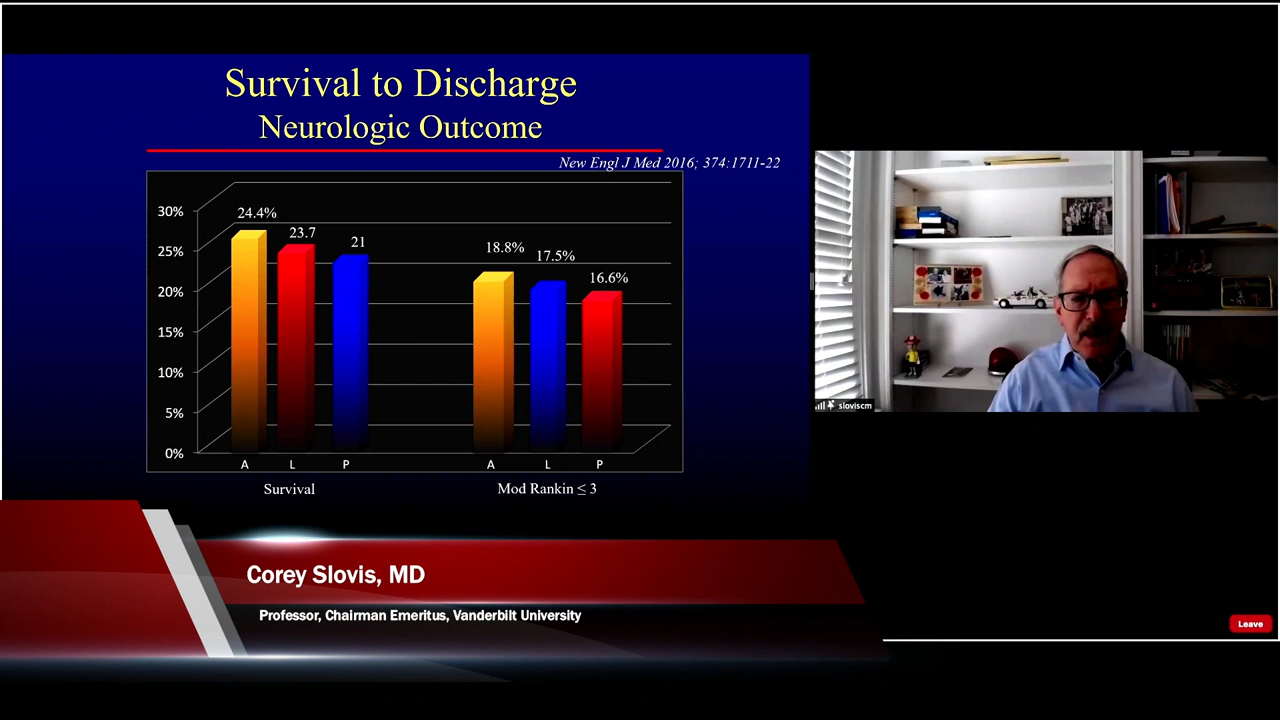 Survival to Discharge
Neurologic Outcome
New Engl J Med 2016; 374:1711-22
30%
25%
20%
15%
10%
5%
0%
24.4%
23.7
21
18.8%
17.5%
16.6%
A L P A L P
Survival
Mod Rankin ≤ 3
sloviscm
Corey Slovis, MD
Professor, Chairman Emeritus, Vanderbilt University
Leave